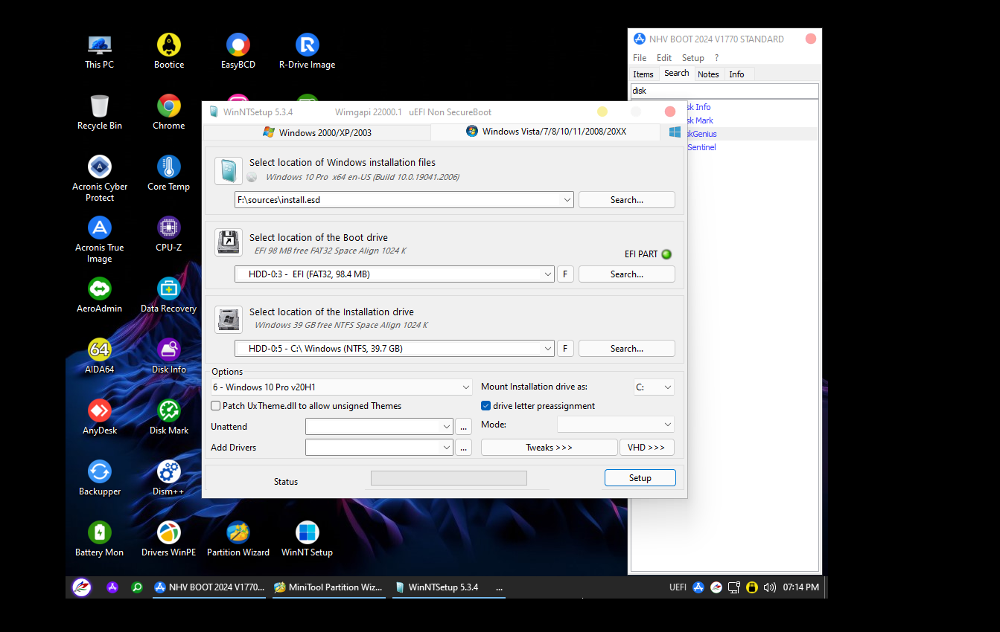 This PC
Bootice
EasyBCD
R-Drive Image
Recycle Bin
Chrome
Acronis Cyber
Protect
Core Temp
Acronis True
Image
CPU-Z
AeroAdmin
Data Recovery
64
AIDA64
Disk Info
AnyDesk
Disk Mark
Backupper
Dism++
Battery Mon
Drivers WinPE
Partition Wizard
WinNT Setup
NHV BOOT 2024 V1770 STANDARD
File Edit Setup ?
Items Search Notes Info
disk
sk Info
sk Mark
skGenius
Sentinel
WinNTSetup 5.3.4 Wimgapi 22000.1 uEFI Non SecureBoot
Windows 2000/XP/2003
Windows Vista/7/8/10/11/2008/20XX
Select location of Windows installation files
Windows 10 Pro x64 en-US (Build 10.0.19041.2006)
F:\sources\install.esd
Search...
Select location of the Boot drive
EFI 98 MB free FAT32 Space Align 1024 K
EFI PART
HDD-0:3 - EFI (FAT32, 98.4 MB)
F
Search...
Select location of the Installation drive
Windows 39 GB free NTFS Space Align 1024 K
HDD-0:5 - C:\ Windows (NTFS, 39.7 GB)
F
Search...
Options
6 - Windows 10 Pro v20H1
Mount Installation drive as:
C:
Patch UxTheme.dll to allow unsigned Themes
drive letter preassignment
Unattend
...
Mode:
Add Drivers
...
Tweaks >>>
VHD >>>
Status
Setup
NHV BOOT 2024 V1770...
MiniTool Partition Wiz...
WinNTSetup 5.3.4 ...
UEFI
07:14 PM